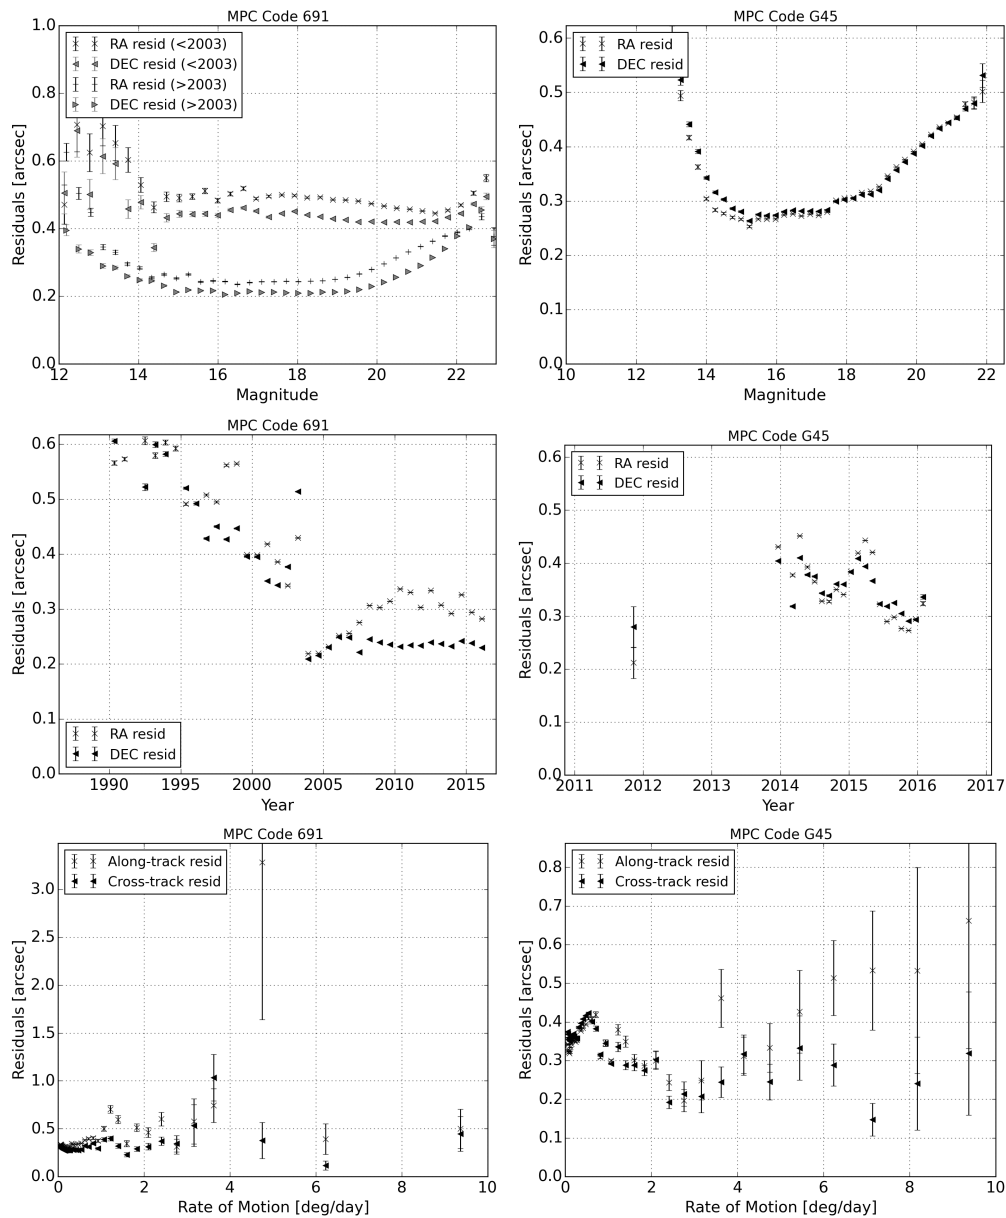 MPC Code 691
1.0
0.8
0.6
0.4
0.2
0.0
Residuals [arcsec]
RA resid (<2003)
DEC resid (<2003)
RA resid (>2003)
DEC resid (>2003)
12 14 16 18 20 22
Magnitude
MPC Code G45
0.6
0.5
0.4
0.3
0.2
0.1
0.0
Residuals [arcsec]
RA resid
DEC resid
10 12 14 16 18 20 22
Magnitude
MPC Code 691
0.6
0.5
0.4
0.3
0.2
0.1
0.0
Residuals [arcsec]
RA resid
DEC resid
1990 1995 2000 2005 2010 2015
Year
MPC Code G45
0.6
0.5
0.4
0.3
0.2
0.1
0.0
Residuals [arcsec]
RA resid
DEC resid
2011 2012 2013 2014 2015 2016 2017
Year
MPC Code 691
3.0
2.5
2.0
1.5
1.0
0.5
0.0
Residuals [arcsec]
Along-track resid
Cross-track resid
0 2 4 6 8 10
Rate of Motion [deg/day]
MPC Code G45
0.8
0.7
0.6
0.5
0.4
0.3
0.2
0.1
0.0
Residuals [arcsec]
Along-track resid
Cross-track resid
0 2 4 6 8 10
Rate of Motion [deg/day]